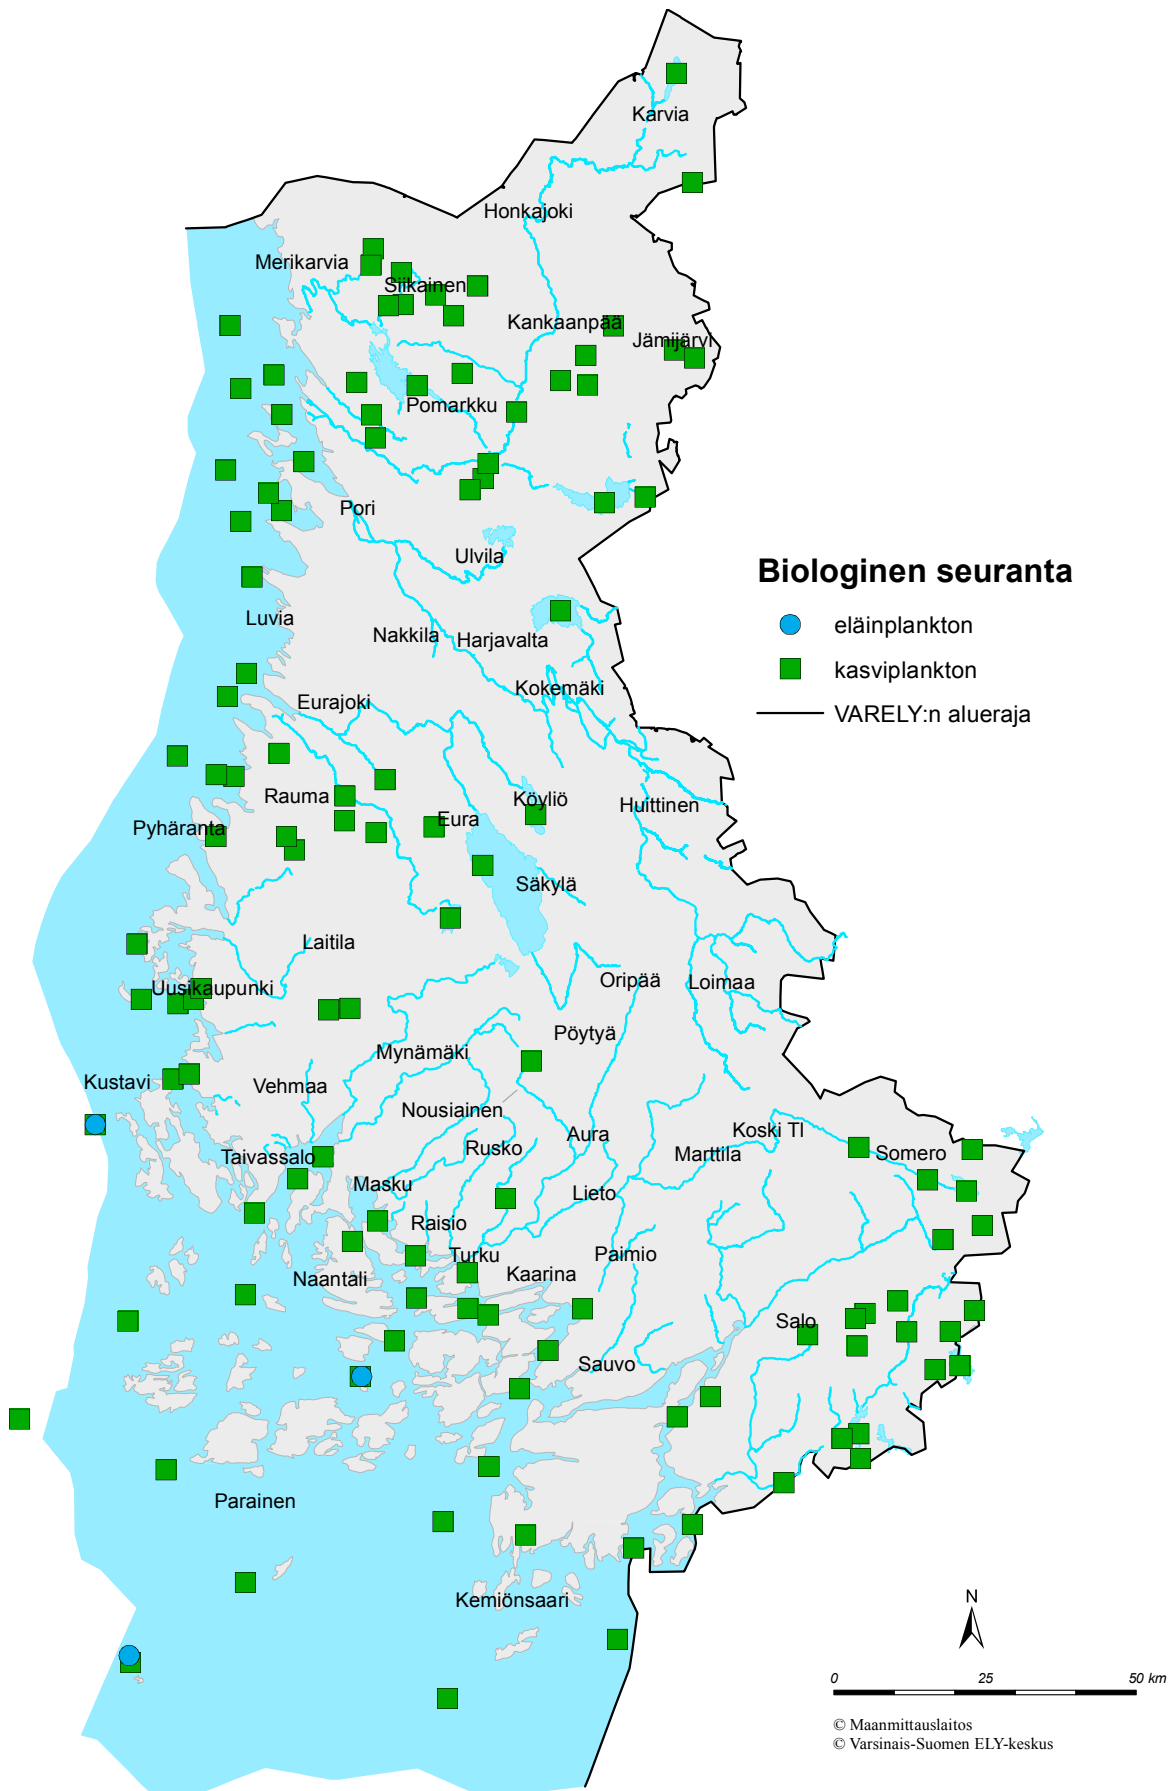 Karvia
Honkajoki
Merikarvia
Siikainen
Kankaanpää
Jämijärvi
Pomarkku
Pori
Ulvila
Biologinen seuranta
eläinplankton
kasviplankton
VARELY:n alueraja
Luvia
Nakkila
Harjavalta
Kokemäki
Eurajoki
Rauma
Köyliö
Huittinen
Pyhäranta
Eura
Säkylä
Laitila
Oripää
Loimaa
Uusikaupunki
Pöytyä
Mynämäki
Kustavi
Vehmaa
Nousiainen
Aura
Koski Tl
Rusko
Marttila
Somero
Taivassalo
Masku
Lieto
Raisio
Turku
Paimio
Naantali
Kaarina
Salo
Sauvo
Parainen
Kemiönsaari
N
0 25 50 km
© Maanmittauslaitos
© Varsinais-Suomen ELY-keskus